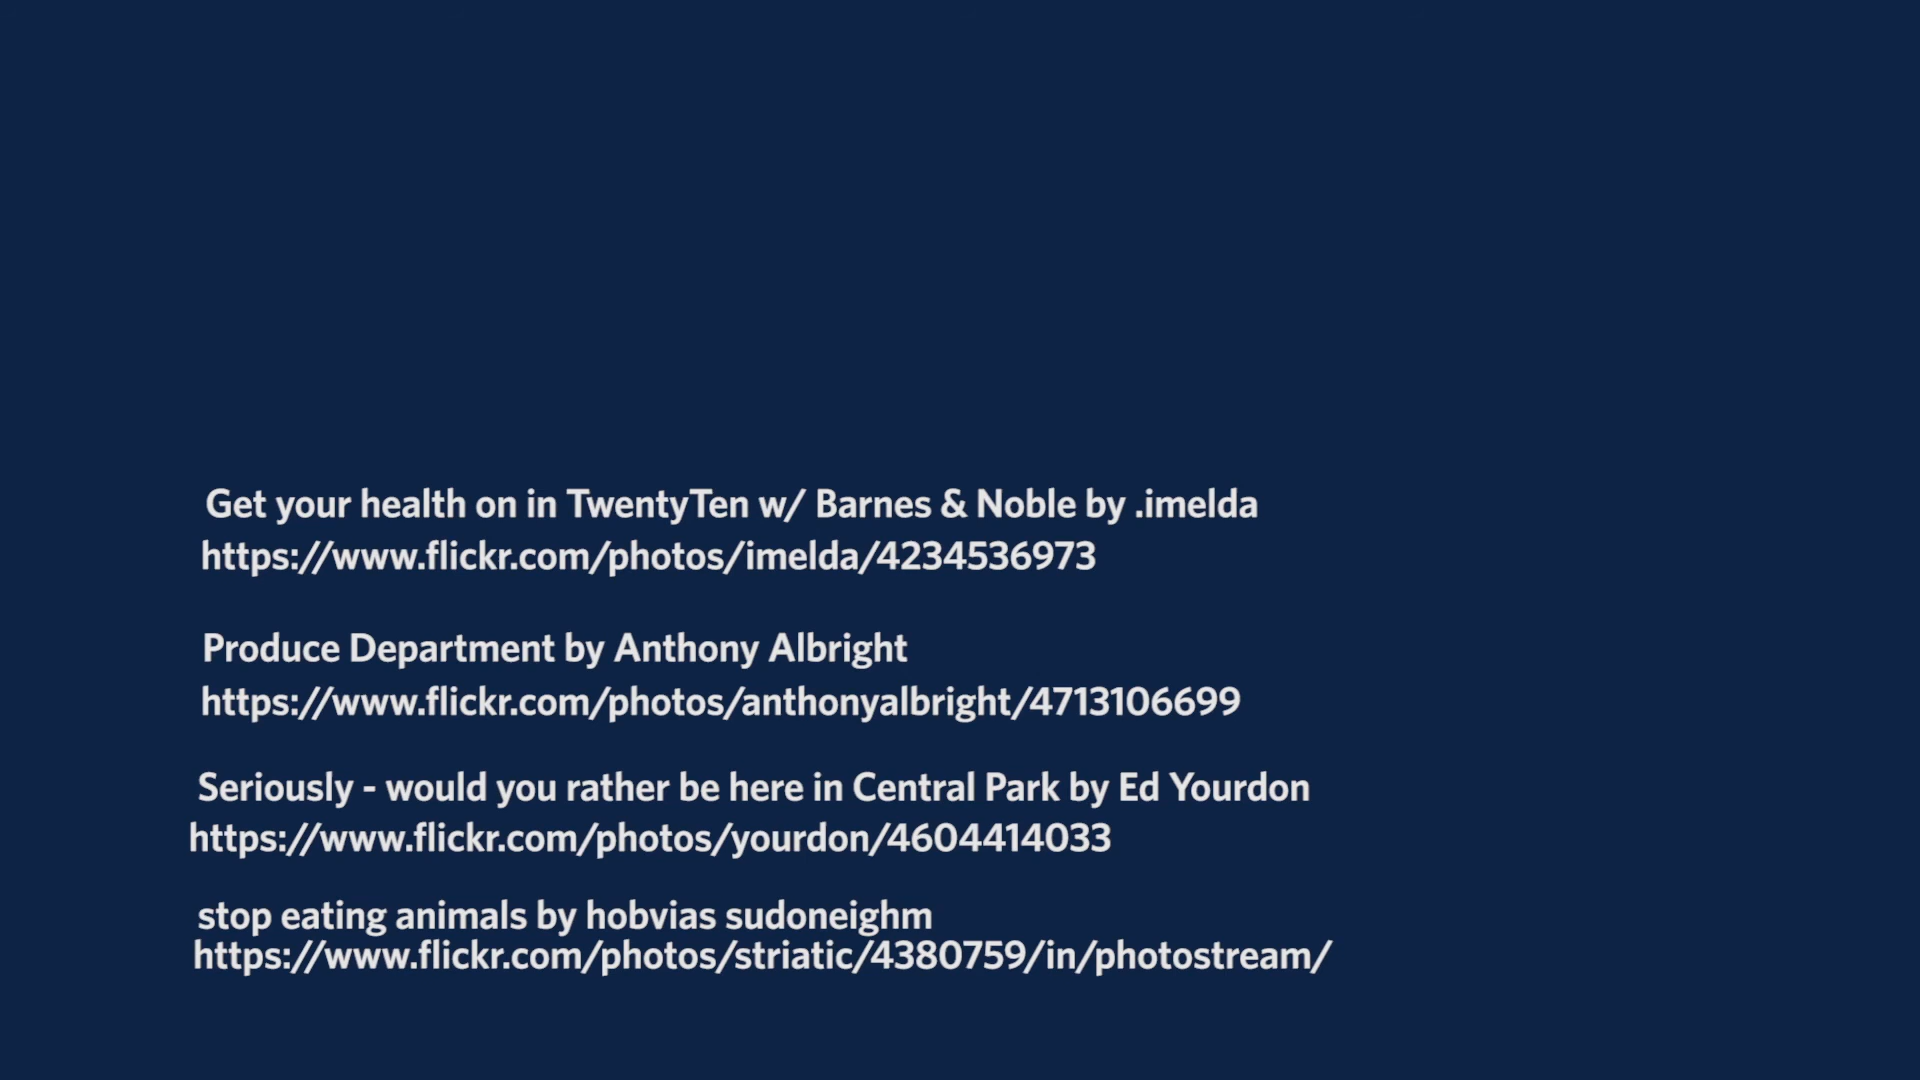 Get your health on in TwentyTen w/ Barnes & Noble by .imelda
https://www.flickr.com/photos/imelda/4234536973
Produce Department by Anthony Albright
https://www.flickr.com/photos/anthonyalbright/4713106699
Seriously - would you rather be here in Central Park by Ed Yourdon
https://www.flickr.com/photos/yourdon/4604414033
stop eating animals by hobvias sudoneighm
https://www.flickr.com/photos/striatic/4380759/in/photostream/